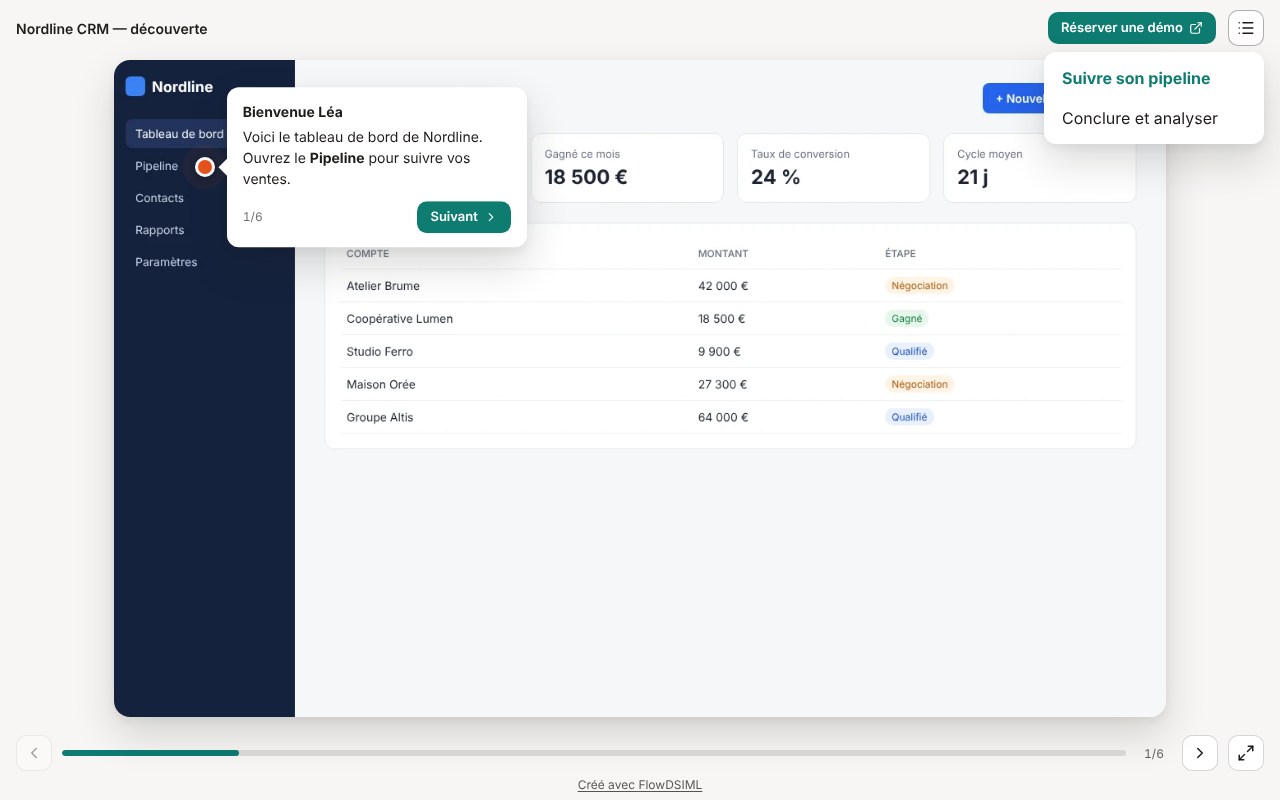 Nordline CRM — découverte
Réserver une démo
Suivre son pipeline
Conclure et analyser
Nordline
Tableau de bord
Pipeline
Contacts
Rapports
Paramètres
Bienvenue Léa
Voici le tableau de bord de Nordline.
Ouvrez le Pipeline pour suivre vos
ventes.
1/6
Suivant
+ Nouvel
Gagné ce mois
18 500 €
Taux de conversion
24 %
Cycle moyen
21 j
COMPTE MONTANT ÉTAPE
Atelier Brume 42 000 € Négociation
Coopérative Lumen 18 500 € Gagné
Studio Ferro 9 900 € Qualifié
Maison Orée 27 300 € Négociation
Groupe Altis 64 000 € Qualifié
1/6
Créé avec FlowDSIML